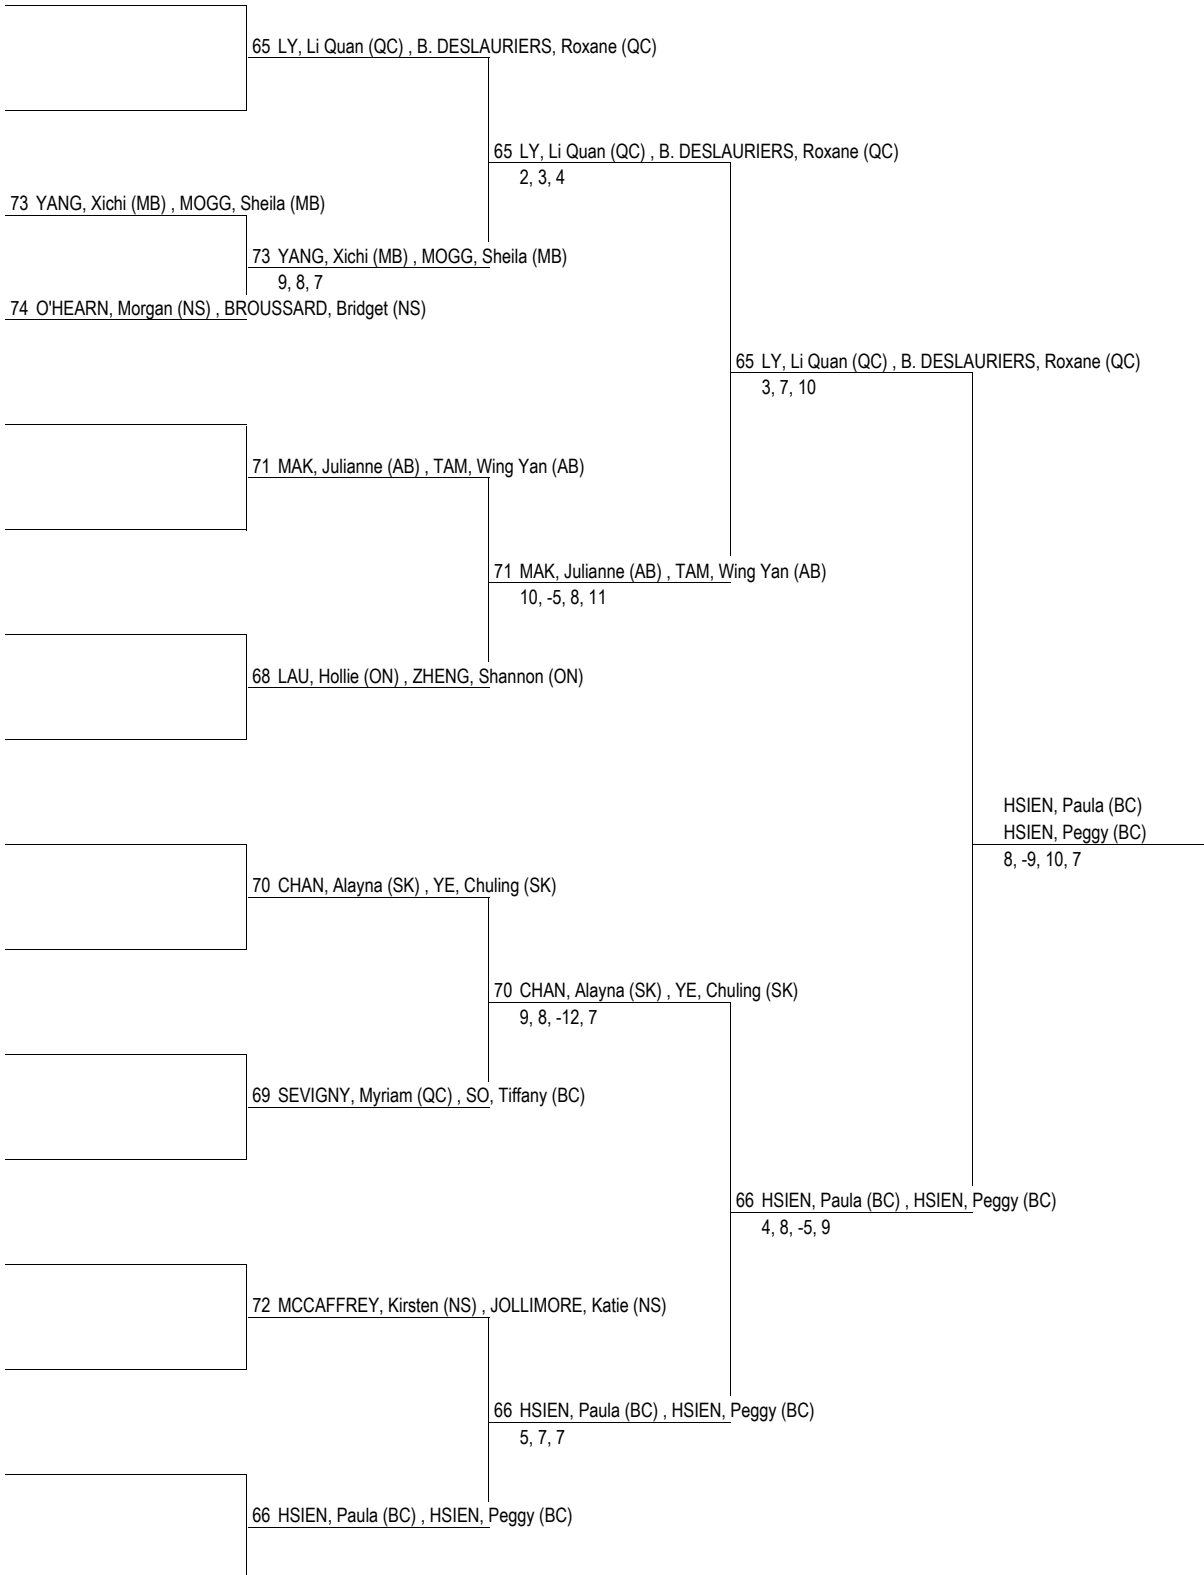 65 LY, Li Quan (QC) , B. DESLAURIERS, Roxane (QC)
65 LY, Li Quan (QC) , B. DESLAURIERS, Roxane (QC)
2, 3, 4
73 YANG, Xichi (MB) , MOGG, Sheila (MB)
73 YANG, Xichi (MB) , MOGG, Sheila (MB)
9, 8, 7
74 O'HEARN, Morgan (NS) , BROUSSARD, Bridget (NS)
65 LY, Li Quan (QC) , B. DESLAURIERS, Roxane (QC)
3, 7, 10
71 MAK, Julianne (AB) , TAM, Wing Yan (AB)
71 MAK, Julianne (AB) , TAM, Wing Yan (AB)
10, -5, 8, 11
68 LAU, Hollie (ON) , ZHENG, Shannon (ON)
HSIEN, Paula (BC)
HSIEN, Peggy (BC)
8, -9, 10, 7
70 CHAN, Alayna (SK) , YE, Chuling (SK)
70 CHAN, Alayna (SK) , YE, Chuling (SK)
9, 8, -12, 7
69 SEVIGNY, Myriam (QC) , SO, Tiffany (BC)
66 HSIEN, Paula (BC) , HSIEN, Peggy (BC)
4, 8, -5, 9
72 MCCAFFREY, Kirsten (NS) , JOLLIMORE, Katie (NS)
66 HSIEN, Paula (BC) , HSIEN, Peggy (BC)
5, 7, 7
66 HSIEN, Paula (BC) , HSIEN, Peggy (BC)